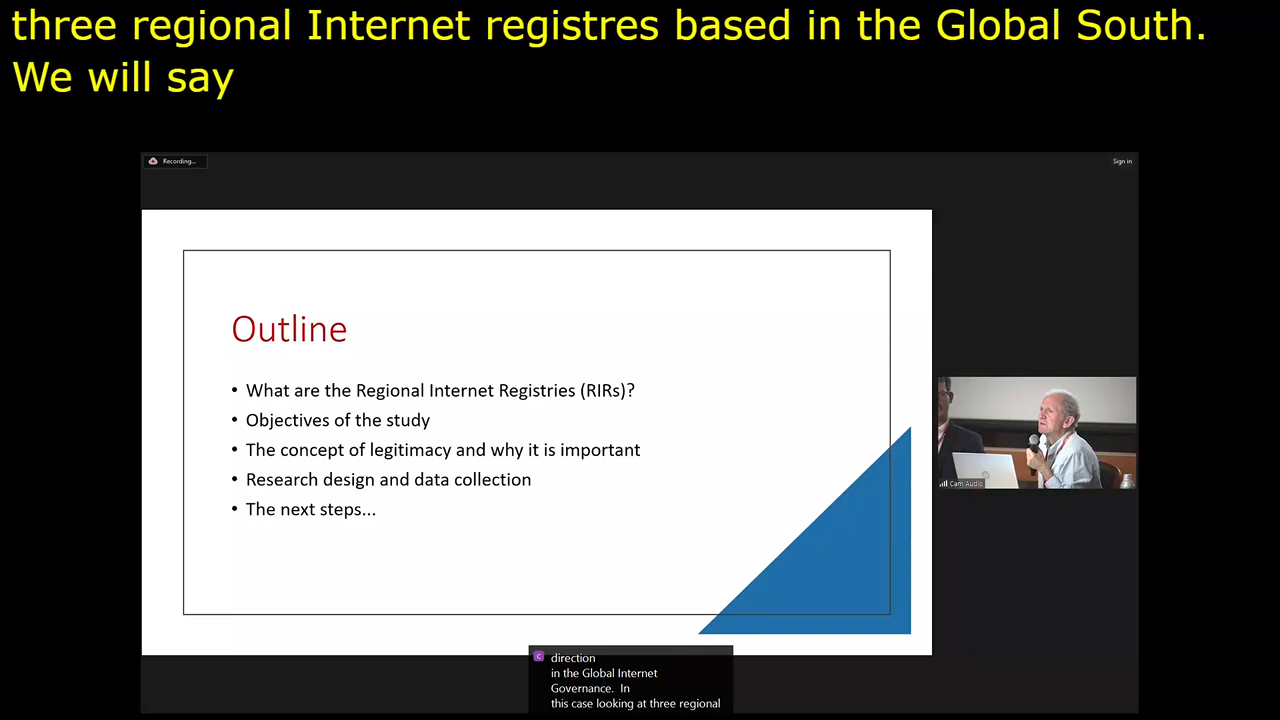 three regional Internet registres based in the Global South.
We will say
Recording...
Sign in
Outline
• What are the Regional Internet Registries (RIRs)?
• Objectives of the study
• The concept of legitimacy and why it is important
• Research design and data collection
• The next steps...
Cam Audio
C direction
in the Global Internet
Governance. In
this case looking at three regional